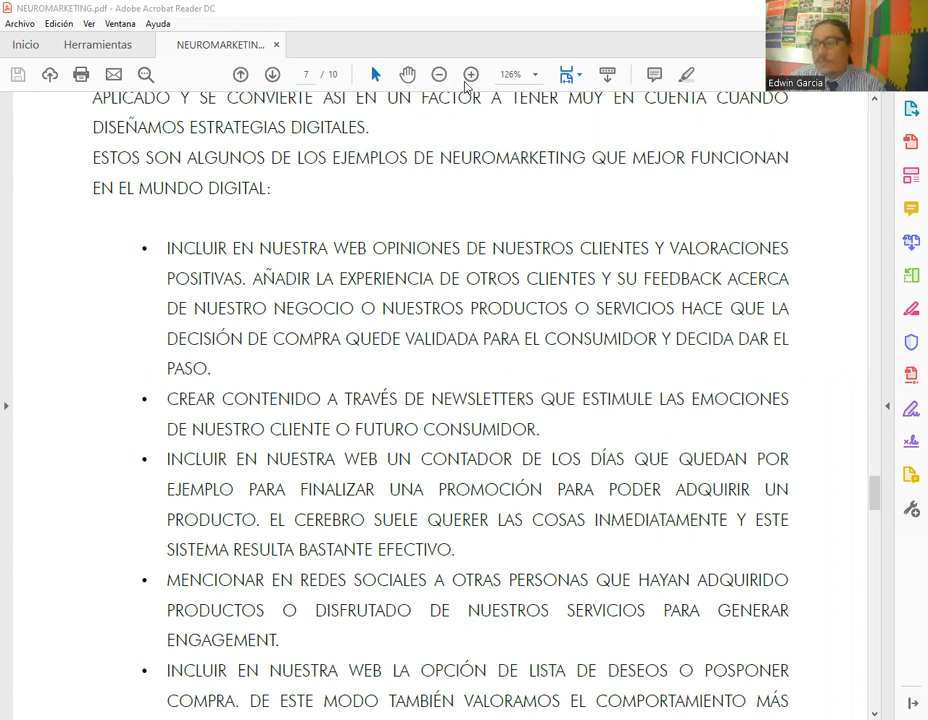 NEUROMARKETING.pdf - Adobe Acrobat Reader DC
Archivo Edición Ver Ventana Ayuda
Inicio Herramientas NEUROMARKETIN... ×
7 / 10 126%
Edwin Garcia
APLICADO Y SE CONVIERTE ASÍ EN UN FACTOR A TENER MUY EN CUENTA CUANDO
DISEÑAMOS ESTRATEGIAS DIGITALES.
ESTOS SON ALGUNOS DE LOS EJEMPLOS DE NEUROMARKETING QUE MEJOR FUNCIONAN
EN EL MUNDO DIGITAL:
• INCLUIR EN NUESTRA WEB OPINIONES DE NUESTROS CLIENTES Y VALORACIONES
POSITIVAS. AÑADIR LA EXPERIENCIA DE OTROS CLIENTES Y SU FEEDBACK ACERCA
DE NUESTRO NEGOCIO O NUESTROS PRODUCTOS O SERVICIOS HACE QUE LA
DECISIÓN DE COMPRA QUEDE VALIDADA PARA EL CONSUMIDOR Y DECIDA DAR EL
PASO.
• CREAR CONTENIDO A TRAVÉS DE NEWSLETTERS QUE ESTIMULE LAS EMOCIONES
DE NUESTRO CLIENTE O FUTURO CONSUMIDOR.
• INCLUIR EN NUESTRA WEB UN CONTADOR DE LOS DÍAS QUE QUEDAN POR
EJEMPLO PARA FINALIZAR UNA PROMOCIÓN PARA PODER ADQUIRIR UN
PRODUCTO. EL CEREBRO SUELE QUERER LAS COSAS INMEDIATAMENTE Y ESTE
SISTEMA RESULTA BASTANTE EFECTIVO.
• MENCIONAR EN REDES SOCIALES A OTRAS PERSONAS QUE HAYAN ADQUIRIDO
PRODUCTOS O DISFRUTADO DE NUESTROS SERVICIOS PARA GENERAR
ENGAGEMENT.
• INCLUIR EN NUESTRA WEB LA OPCIÓN DE LISTA DE DESEOS O POSPONER
COMPRA. DE ESTE MODO TAMBIÉN VALORAMOS EL COMPORTAMIENTO MÁS